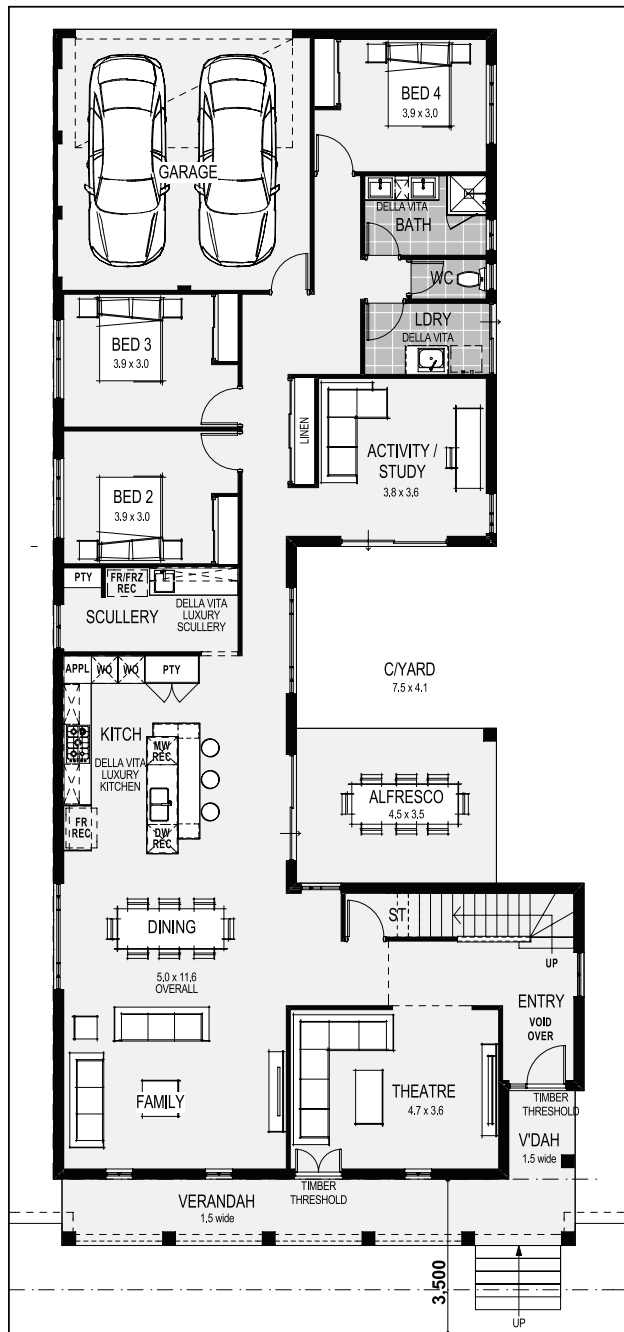 BED 4
3.9 x 3.0
GARAGE
DELLA VITA
BATH
WC
LDRY
DELLA VITA
BED 3
3.9 x 3.0
LINEN
ACTIVITY /
STUDY
3.8 x 3.6
BED 2
3.9 x 3.0
PTY
FR/FRZ
REC
SCULLERY
DELLA VITA
LUXURY
SCULLERY
APPL
WO
WO
PTY
C/YARD
7.5 x 4.1
KITCH
DELLA VITA
LUXURY
KITCHEN
MW
REC
FR
REC
DW
REC
ALFRESCO
4.5 x 3.5
ST
UP
DINING
5.0 x 11.6
OVERALL
ENTRY
VOID
OVER
FAMILY
THEATRE
4.7 x 3.6
TIMBER
THRESHOLD
V'DAH
1.5 wide
VERANDAH
1.5 wide
TIMBER
THRESHOLD
3,500
UP